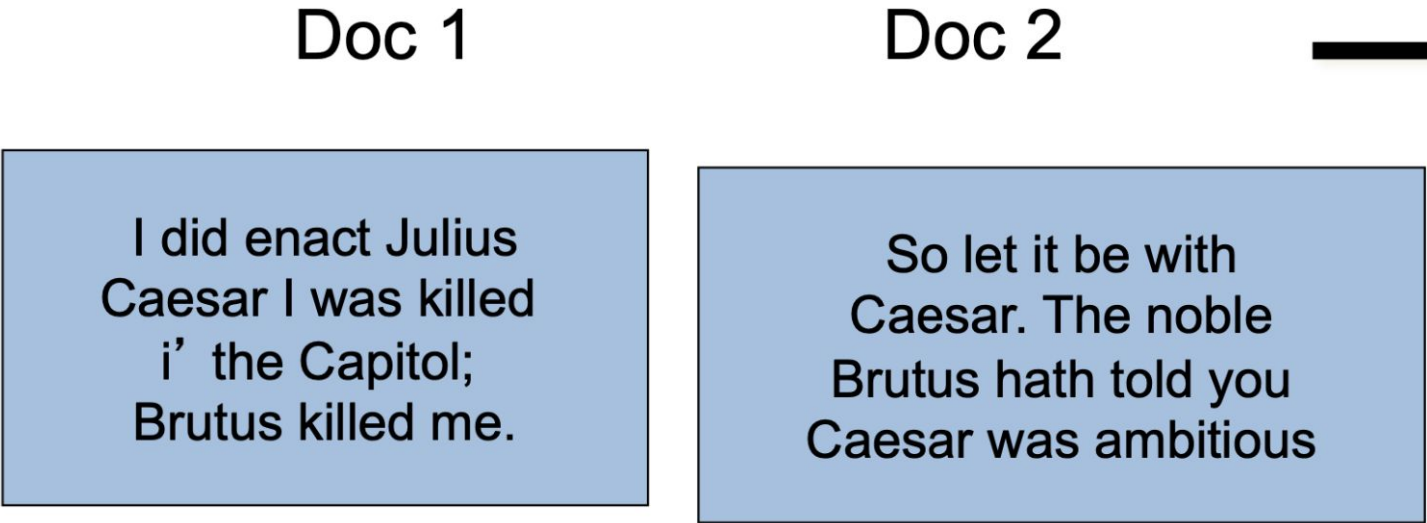 Doc 1
I did enact Julius
Caesar I was killed
i’ the Capitol;
Brutus killed me.
Doc 2
So let it be with
Caesar. The noble
Brutus hath told you
Caesar was ambitious